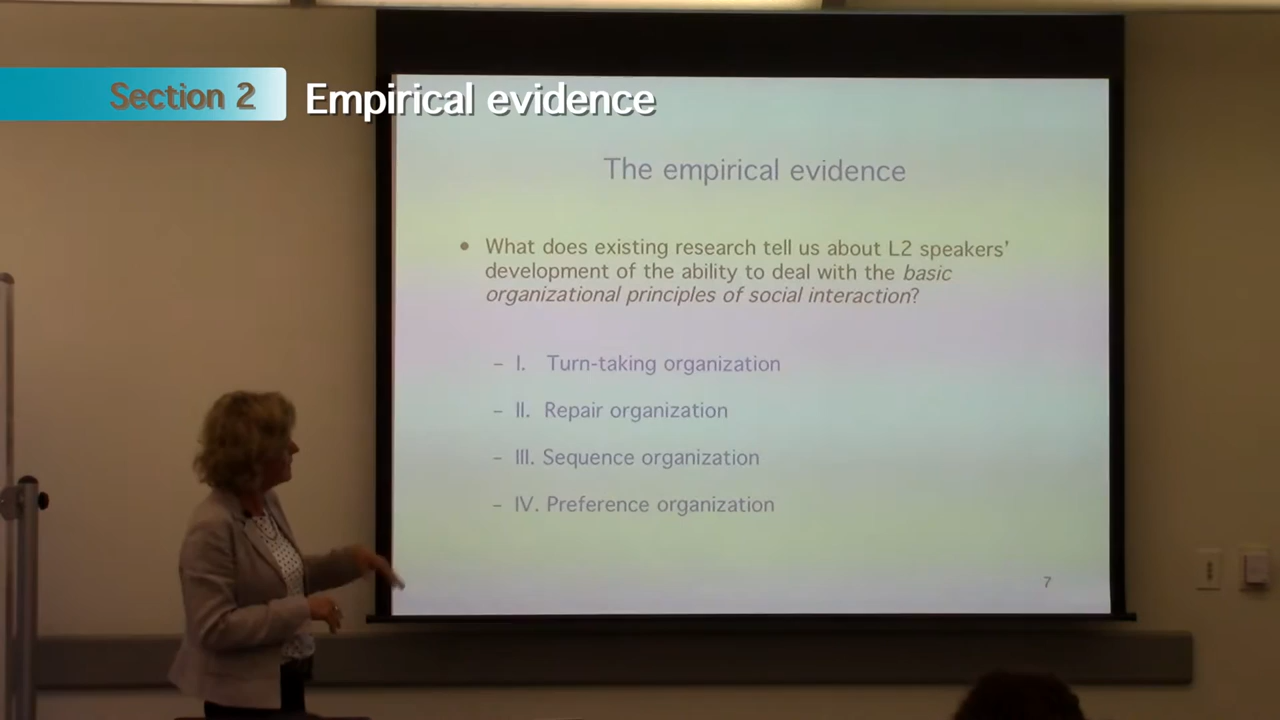 Section 2 Empirical evidence
The empirical evidence
• What does existing research tell us about L2 speakers'
development of the ability to deal with the basic
organizational principles of social interaction?
– I. Turn-taking organization
– II. Repair organization
– III. Sequence organization
– IV. Preference organization
7